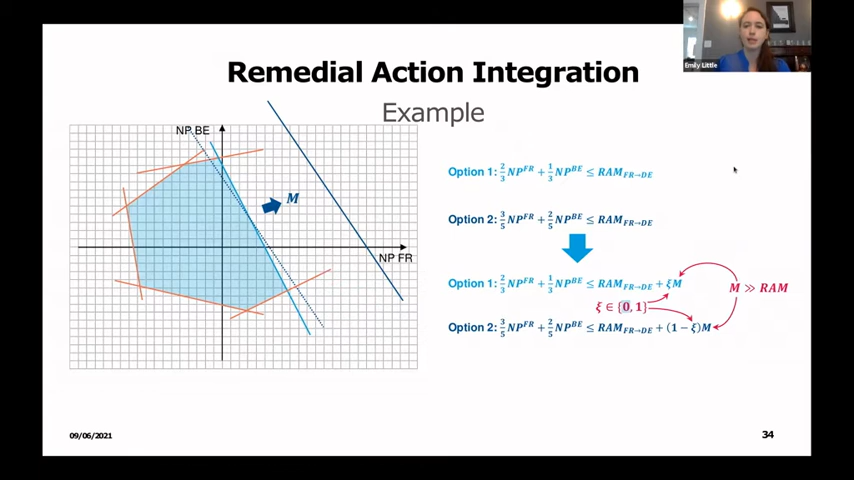 Emily Little
Remedial Action Integration
Example
NP BE
M
NP FR
Option 1: 2/3 NP^FR + 1/3 NP^BE ≤ RAM_FR→DE
Option 2: 3/5 NP^FR + 2/5 NP^BE ≤ RAM_FR→DE
Option 1: 2/3 NP^FR + 1/3 NP^BE ≤ RAM_FR→DE + ξM
M ≫ RAM
ξ ∈ {0, 1}
Option 2: 3/5 NP^FR + 2/5 NP^BE ≤ RAM_FR→DE + (1 − ξ)M
09/06/2021
34